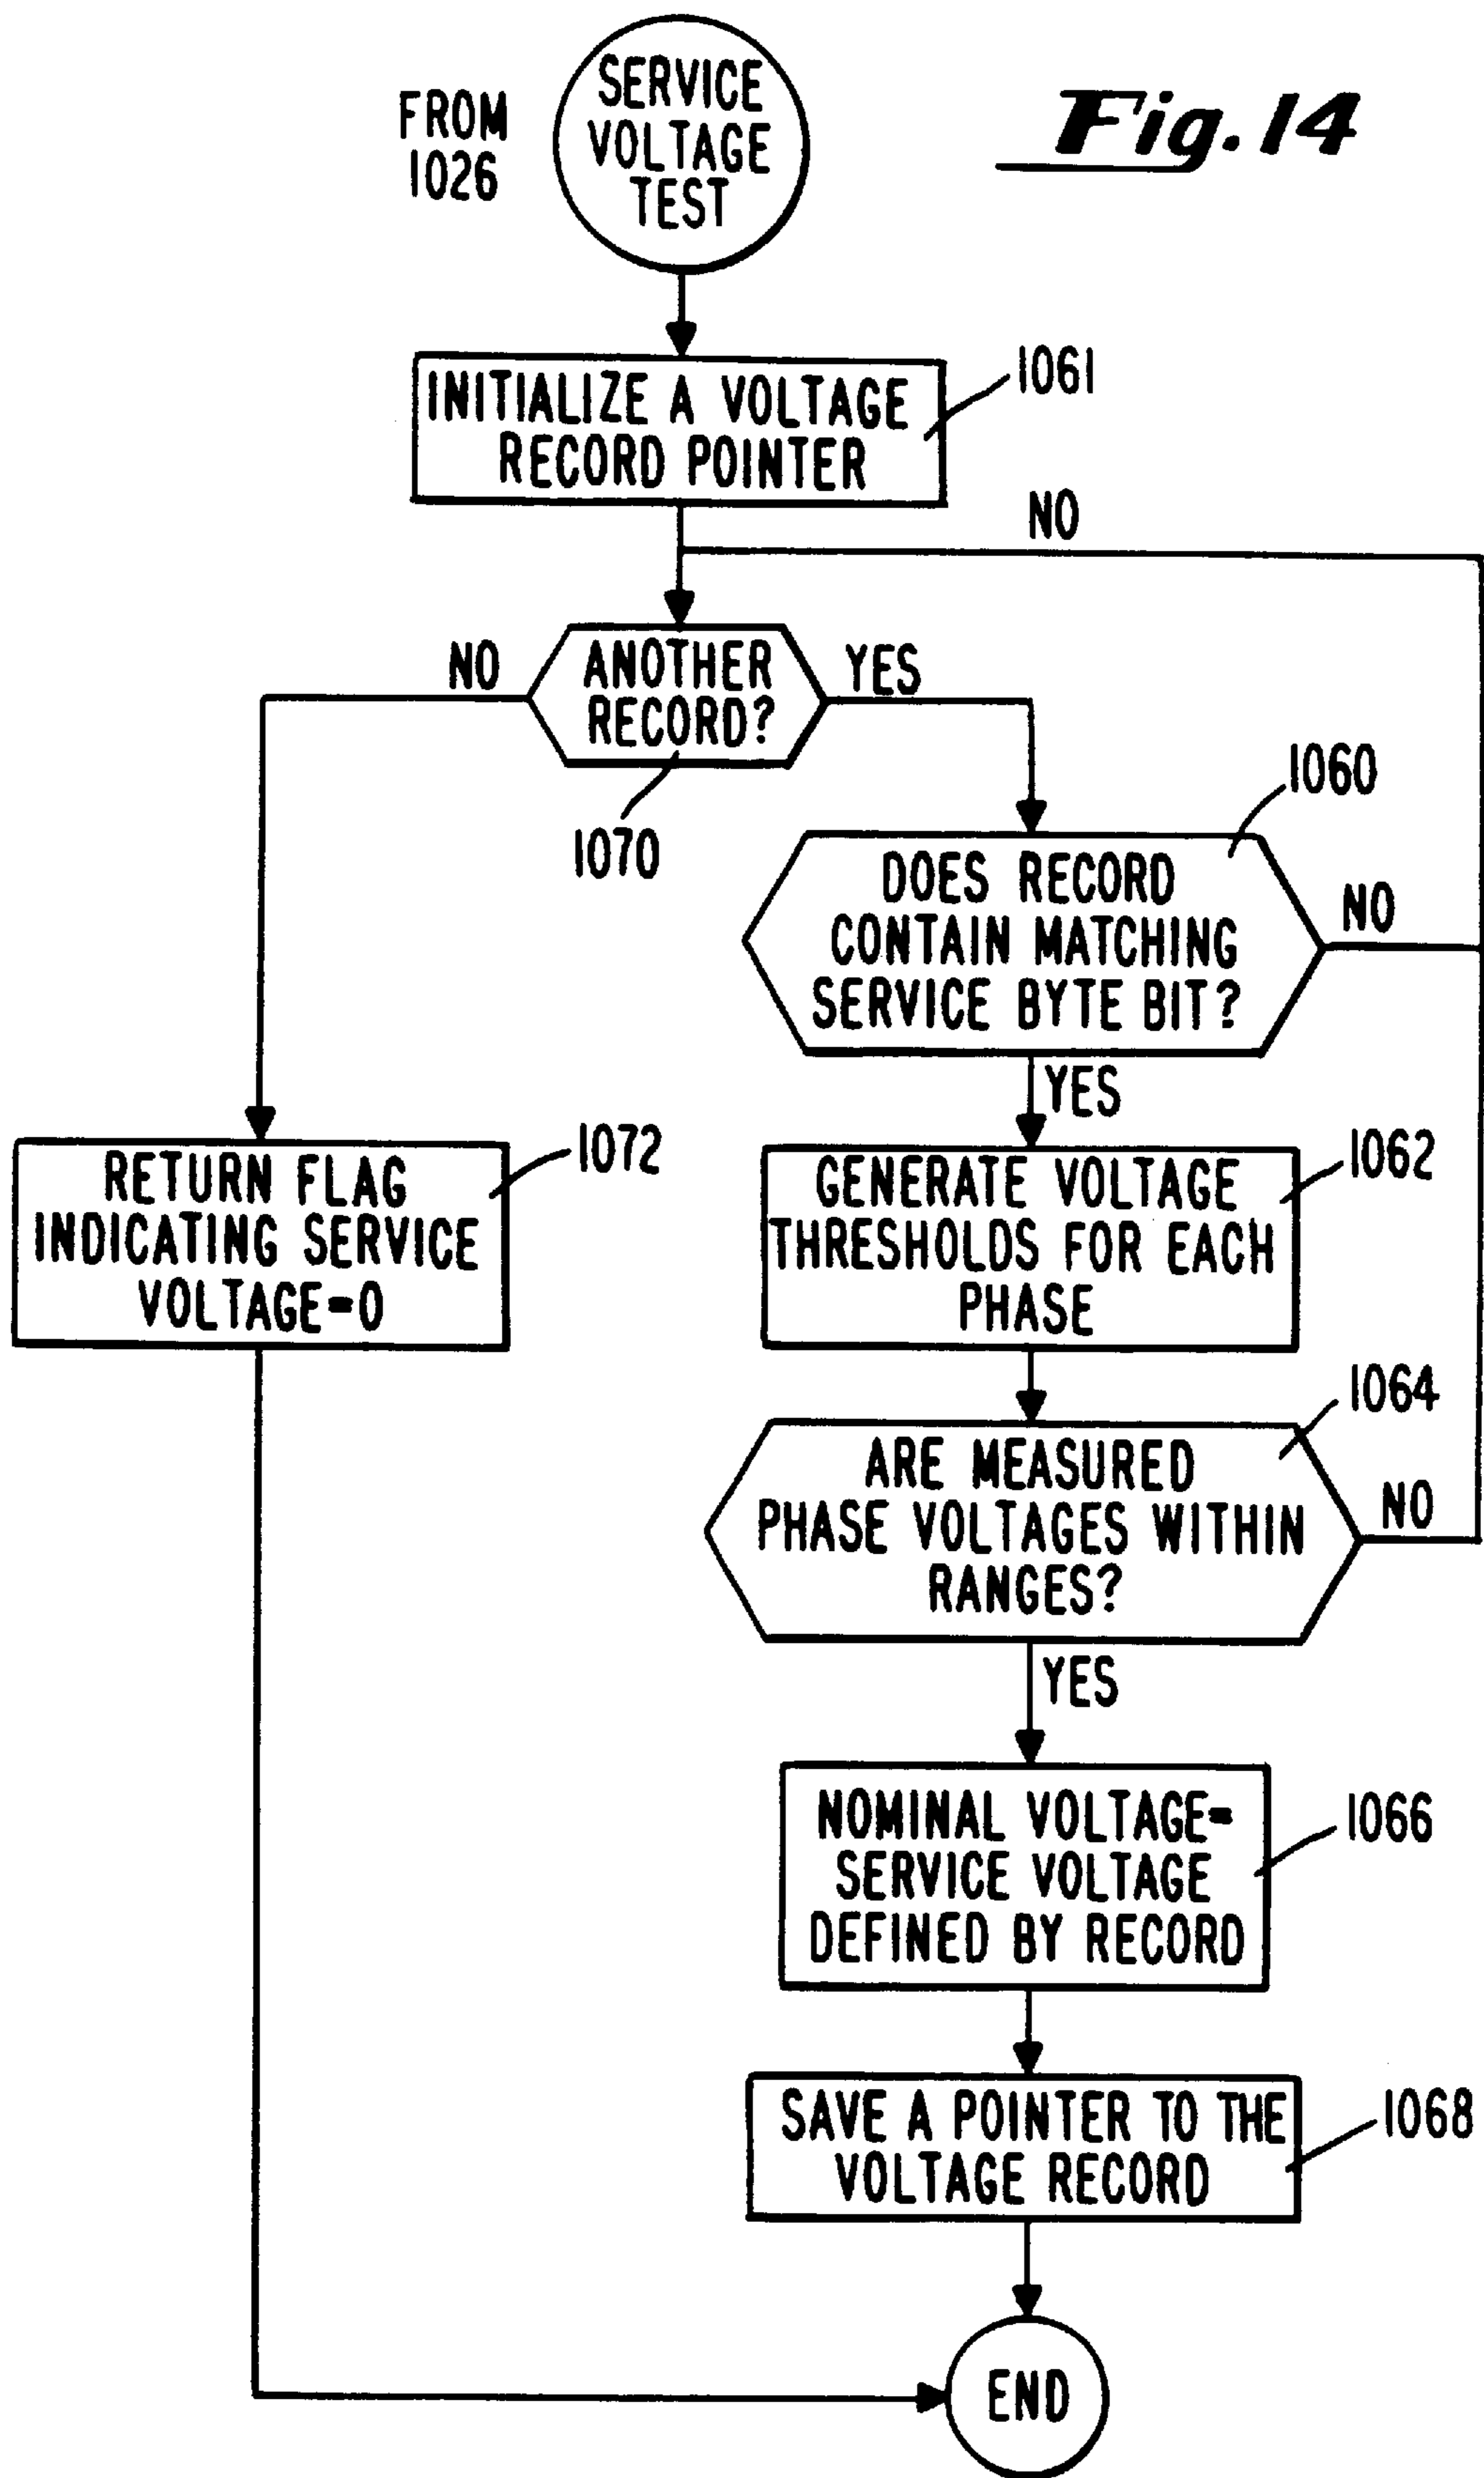 Fig. 14
FROM
1026
SERVICE
VOLTAGE
TEST
INITIALIZE A VOLTAGE
RECORD POINTER
1061
NO
NO
ANOTHER
RECORD?
YES
1070
1060
DOES RECORD
CONTAIN MATCHING
SERVICE BYTE BIT?
NO
YES
RETURN FLAG
INDICATING SERVICE
VOLTAGE=0
1072
GENERATE VOLTAGE
THRESHOLDS FOR EACH
PHASE
1062
1064
ARE MEASURED
PHASE VOLTAGES WITHIN
RANGES?
NO
YES
NOMINAL VOLTAGE=
SERVICE VOLTAGE
DEFINED BY RECORD
1066
SAVE A POINTER TO THE
VOLTAGE RECORD
1068
END